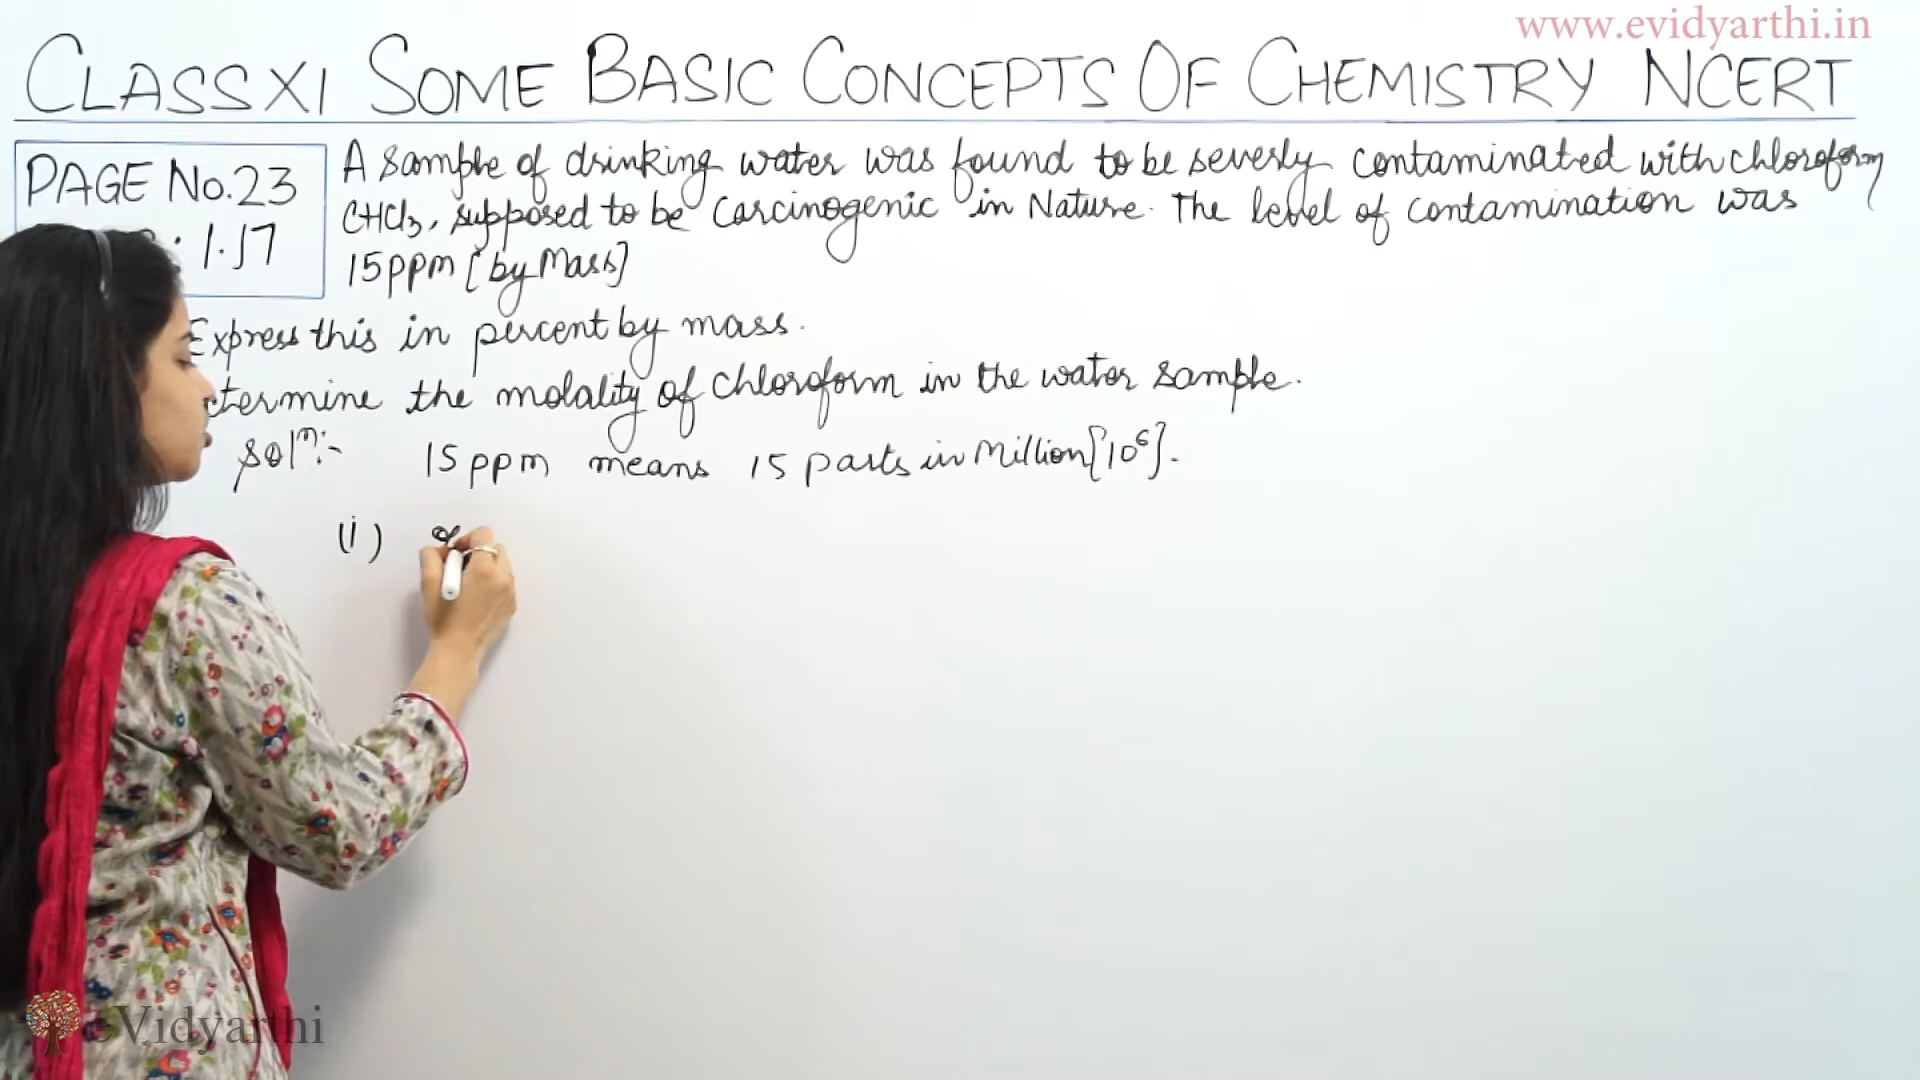 www.evidyarthi.in
CLASS XI SOME BASIC CONCEPTS OF CHEMISTRY NCERT
PAGE No.23
: 1.17
A sample of drinking water was found to be severly contaminated with chloroform
CHCl3, supposed to be Carcinogenic in Nature. The level of contamination was
15ppm [by Mass]
Express this in percent by mass.
termine the molality of chloroform in the water sample.
Solⁿ:- 15 ppm means 15 parts in Million [10⁶].
(i)
eVidyarthi